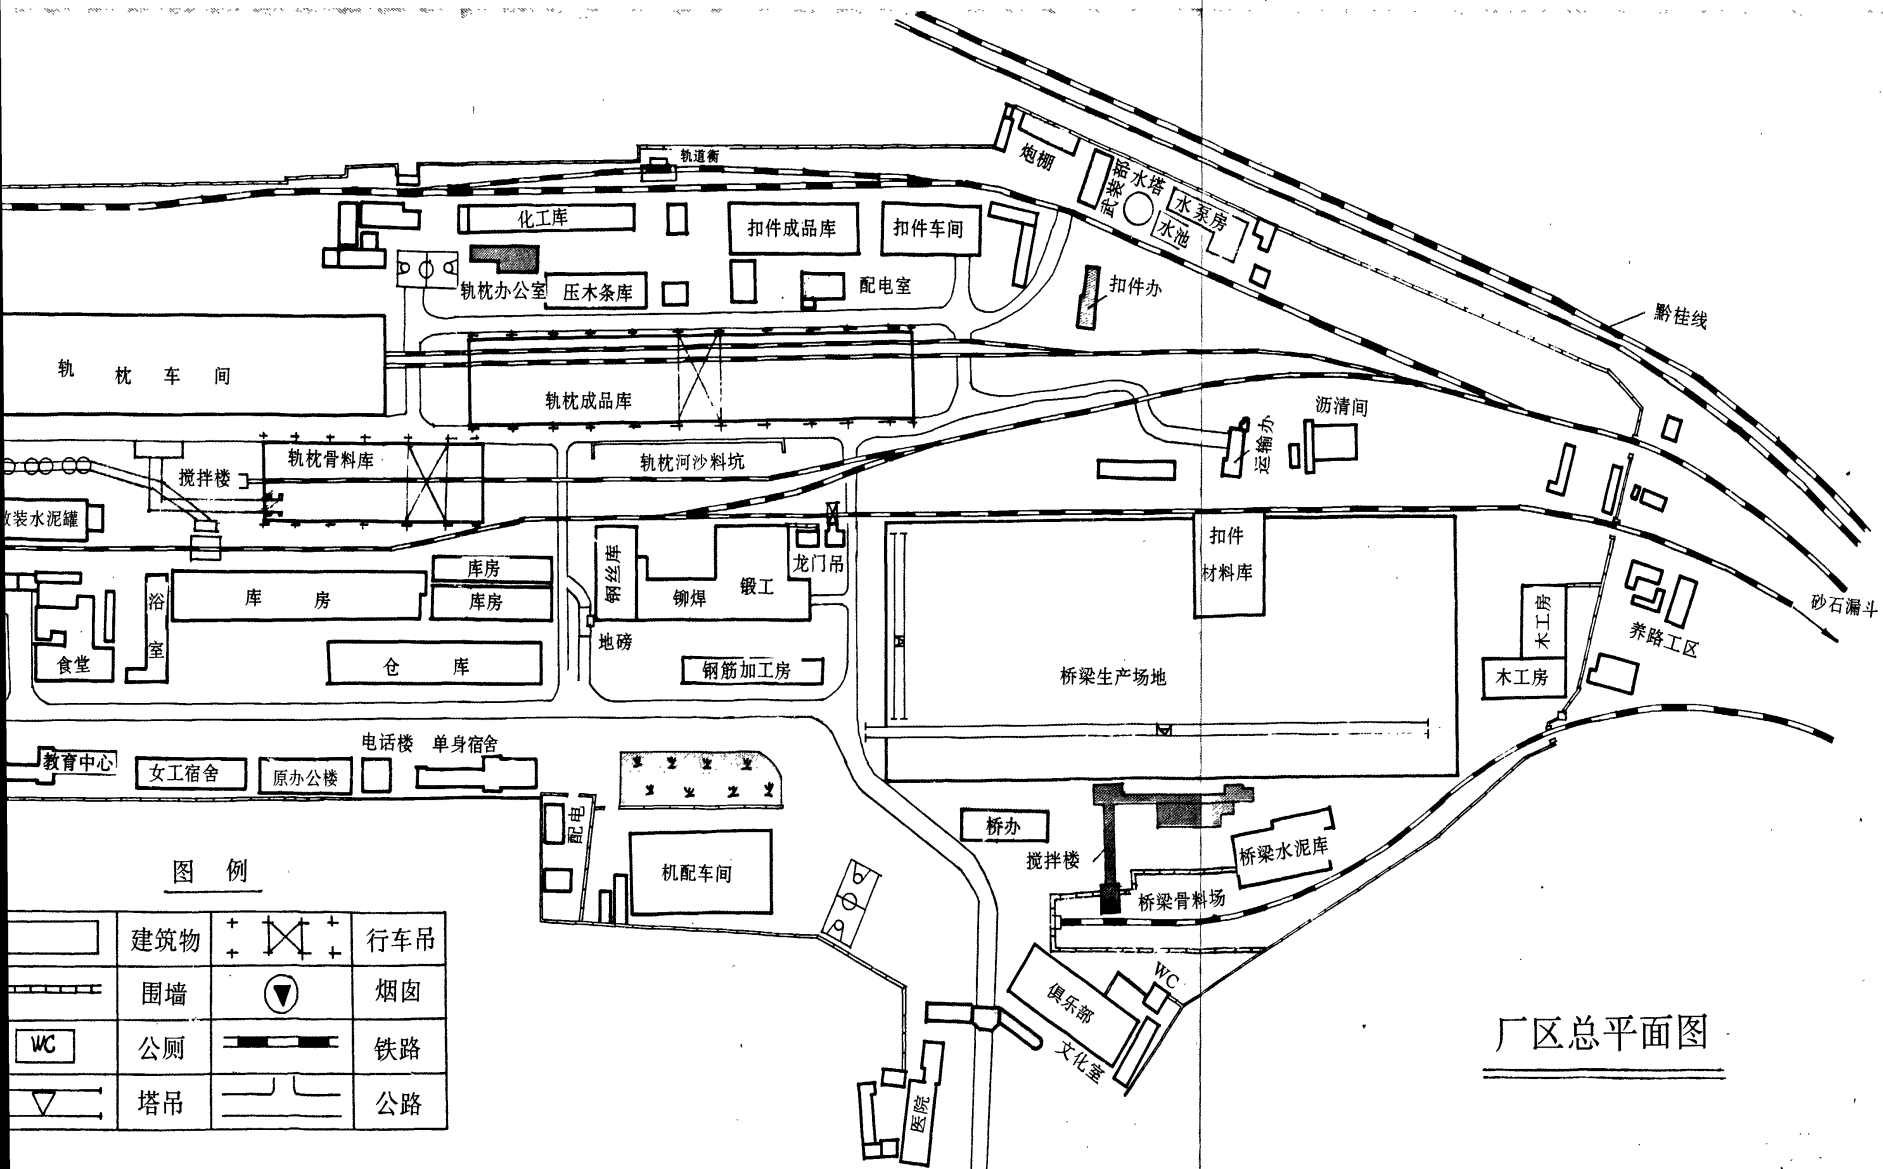 轨道衡
炮棚
武装部
水塔
水泵房
水池
化工库
扣件成品库
扣件车间
轨枕办公室
压木条库
配电室
扣件办
黔桂线
轨枕车间
轨枕成品库
沥清间
运输办
搅拌楼
轨枕骨料库
轨枕河沙料坑
散装水泥罐
扣件
材料库
龙门吊
钢丝库
铆焊
锻工
库房
库房
库房
浴室
食堂
仓库
地磅
钢筋加工房
桥梁生产场地
木工房
木工房
养路工区
砂石漏斗
教育中心
女工宿舍
原办公楼
电话楼
单身宿舍
配电
机配车间
桥办
搅拌楼
桥梁水泥库
桥梁骨料场
WC
俱乐部
文化室
医院
图例
建筑物
行车吊
围墙
烟囱
WC
公厕
铁路
塔吊
公路
厂区总平面图